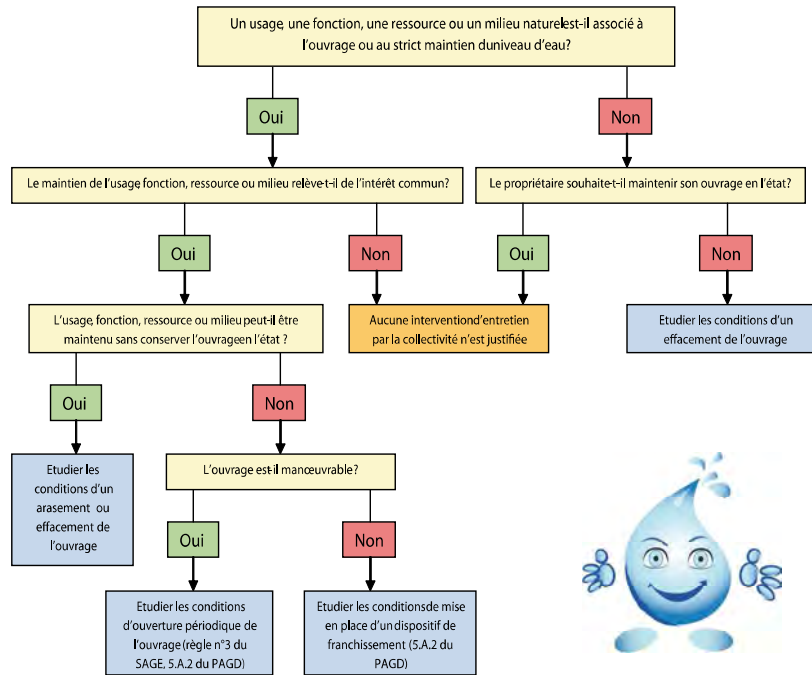 Un usage, une fonction, une ressource ou un milieu naturelest-il associé à
l'ouvrage ou au strict maintien duniveau d'eau?
Oui
Non
Le maintien de l'usage, fonction, ressource ou milieu relève-t-il de l'intérêt commun?
Le propriétaire souhaite-t-il maintenir son ouvrage en l'état?
Oui
Non
Oui
Non
L'usage, fonction, ressource ou milieu peut-il être
maintenu sans conserver l'ouvrageen l'état ?
Aucune interventiond'entretien
par la collectivité n'est justifiée
Etudier les conditions d'un
effacement de l'ouvrage
Oui
Non
Etudier les
conditions d'un
arasement ou
effacement de
l'ouvrage
L'ouvrage est-il manœuvrable?
Oui
Non
Etudier les conditions
d'ouverture périodique de
l'ouvrage (règle n°3 du
SAGE, 5.A.2 du PAGD)
Etudier les conditionsde mise
en place d'un dispositif de
franchissement (5.A.2 du
PAGD)